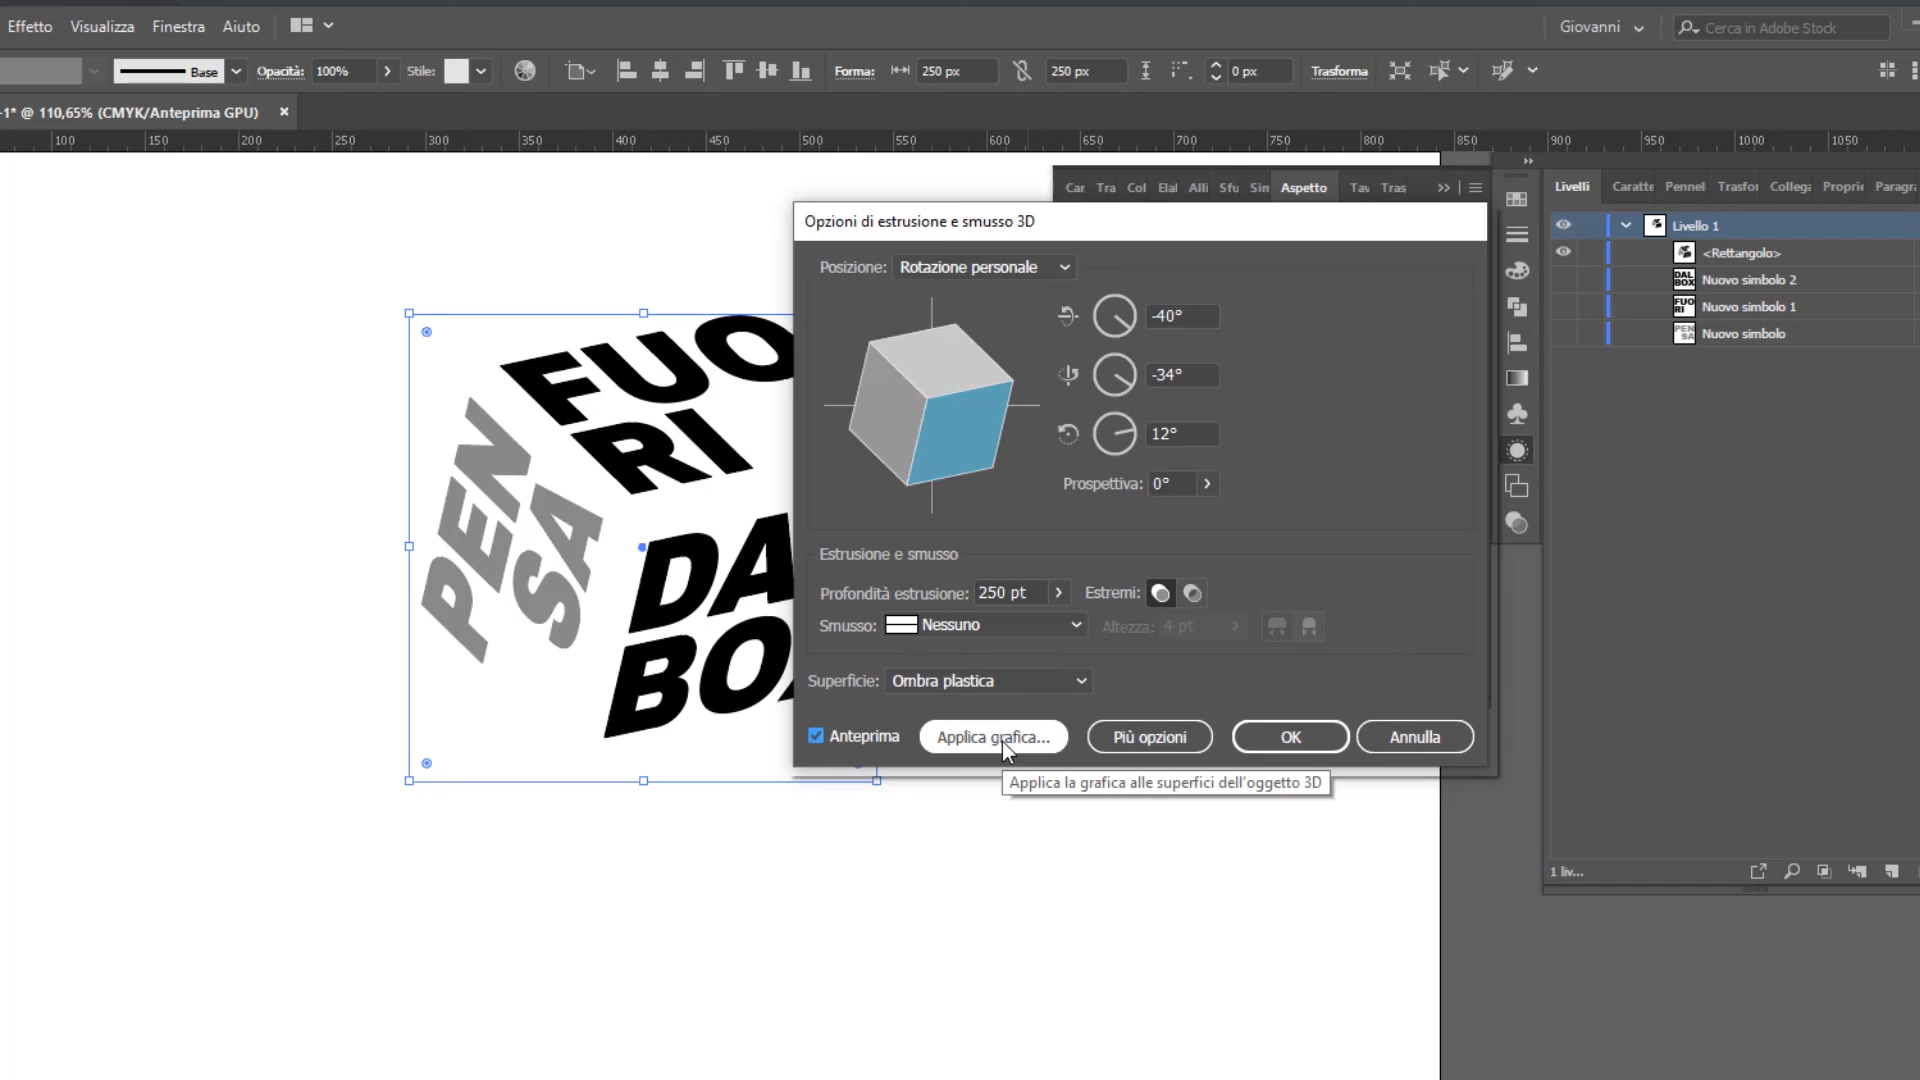 Effetto Visualizza Finestra Aiuto Giovanni Cerca in Adobe Stock
Base Opacità: 100% Stile: Forma: 250 px 250 px 0 px Trasforma
-1* @ 110,65% (CMYK/Anteprima GPU)
100 150 200 250 300 350 400 450 500 550 600 650 700 750 800 850 900 950 1000 1050
Car Tra Col Elal Alli Sfu Sim Aspetto Tav Tras
Livelli Caratte Pennel Trasfor Collega Proprie Paragra
Livello 1
<Rettangolo>
Nuovo simbolo 2
Nuovo simbolo 1
Nuovo simbolo
DAL
BOX
FUO
RI
PEN
SA
1 liv...
FUO
RI
PEN
SA
DA
BO
Opzioni di estrusione e smusso 3D
Posizione: Rotazione personale
-40°
-34°
12°
Prospettiva: 0°
Estrusione e smusso
Profondità estrusione: 250 pt Estremi:
Smusso: Nessuno Altezza: 4 pt
Superficie: Ombra plastica
Anteprima Applica grafica... Più opzioni OK Annulla
Applica la grafica alle superfici dell'oggetto 3D